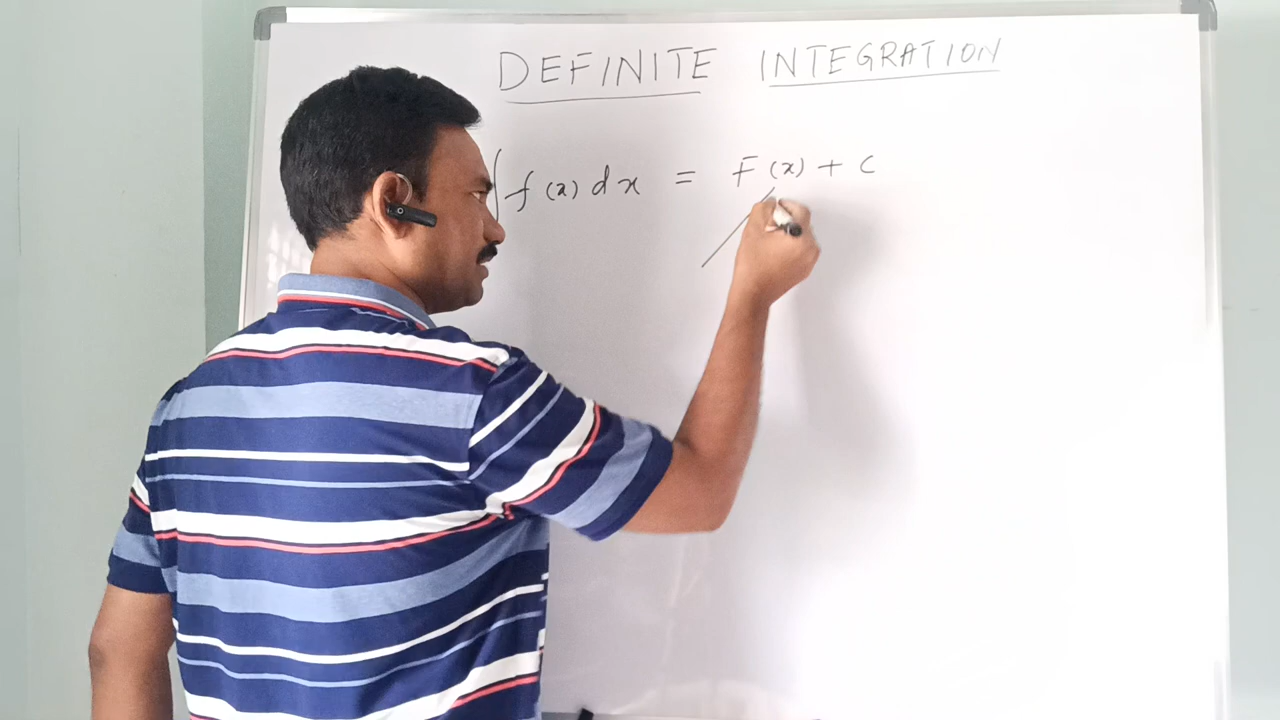 DEFINITE INTEGRATION
∫f(x)dx = F(x) + C